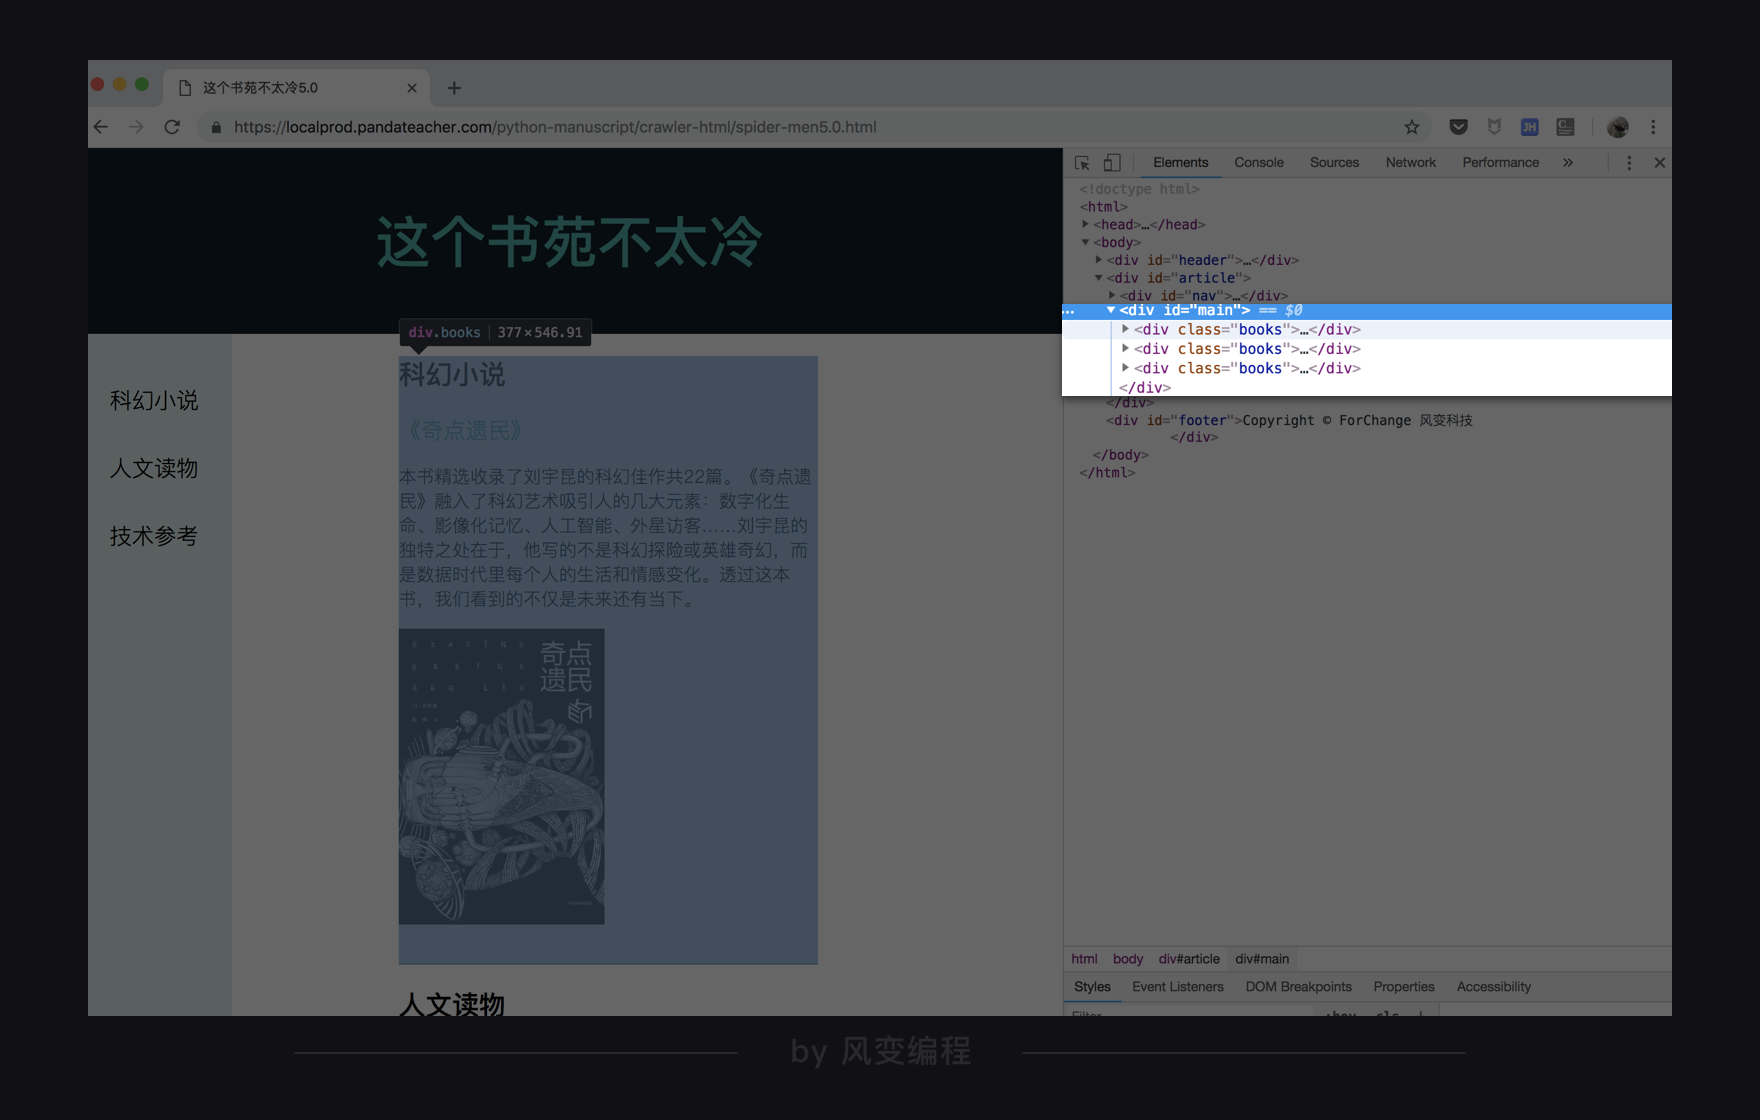 这个书苑不太冷5.0
https://localprod.pandateacher.com/python-manuscript/crawler-html/spider-men5.0.html
JH
这个书苑不太冷
div.books | 377×546.91
科幻小说
人文读物
技术参考
科幻小说
《奇点遗民》
本书精选收录了刘宇昆的科幻佳作共22篇。《奇点遗
民》融入了科幻艺术吸引人的几大元素：数字化生
命、影像化记忆、人工智能、外星访客……刘宇昆的
独特之处在于，他写的不是科幻探险或英雄奇幻，而
是数据时代里每个人的生活和情感变化。透过这本
书，我们看到的不仅是未来还有当下。
奇点
遗民
人文读物
Elements Console Sources Network Performance »
<!doctype html>
<html>
<head>…</head>
<body>
<div id="header">…</div>
<div id="article">
<div id="nav">…</div>
… <div id="main"> == $0
<div class="books">…</div>
<div class="books">…</div>
<div class="books">…</div>
</div>
</div>
<div id="footer">Copyright © ForChange 风变科技
</div>
</body>
</html>
html body div#article div#main
Styles Event Listeners DOM Breakpoints Properties Accessibility
Filter :hov .cls +
by 风变编程